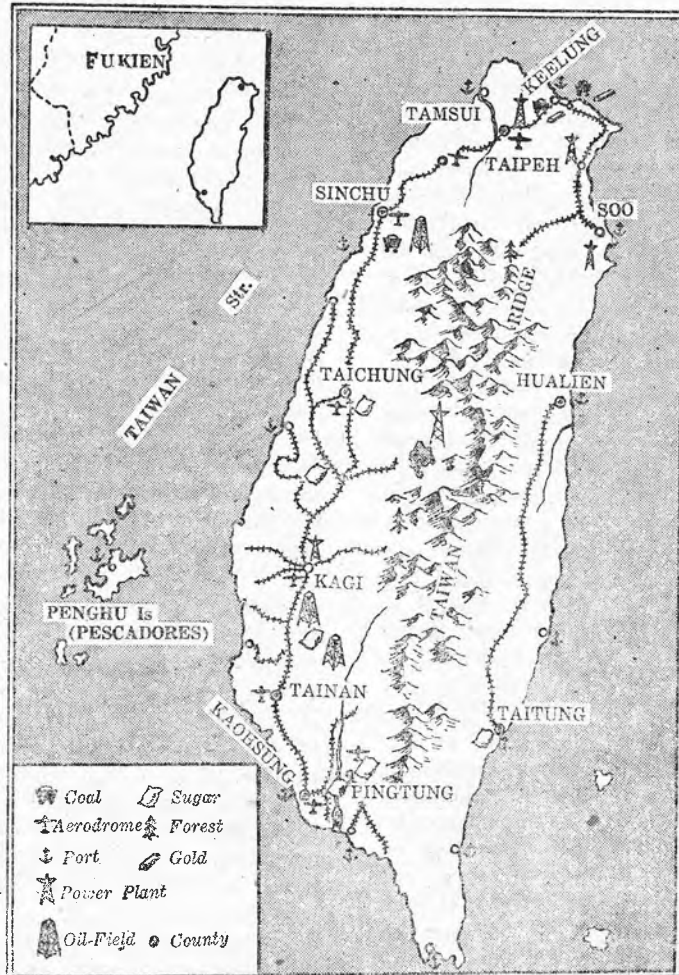 FUKIEN
KEELUNG
TAMSUI
TAIPEH
SINCHU
SOO
RIDGE
Str.
TAICHUNG
HUALIEN
TAIWAN
TAIWAN
KAGI
PENGHU Is
(PESCADORES)
TAINAN
KAOHSUNG
TAITUNG
PINGTUNG
Coal
Sugar
Aerodrome
Forest
Port
Gold
Power Plant
Oil-Field
County